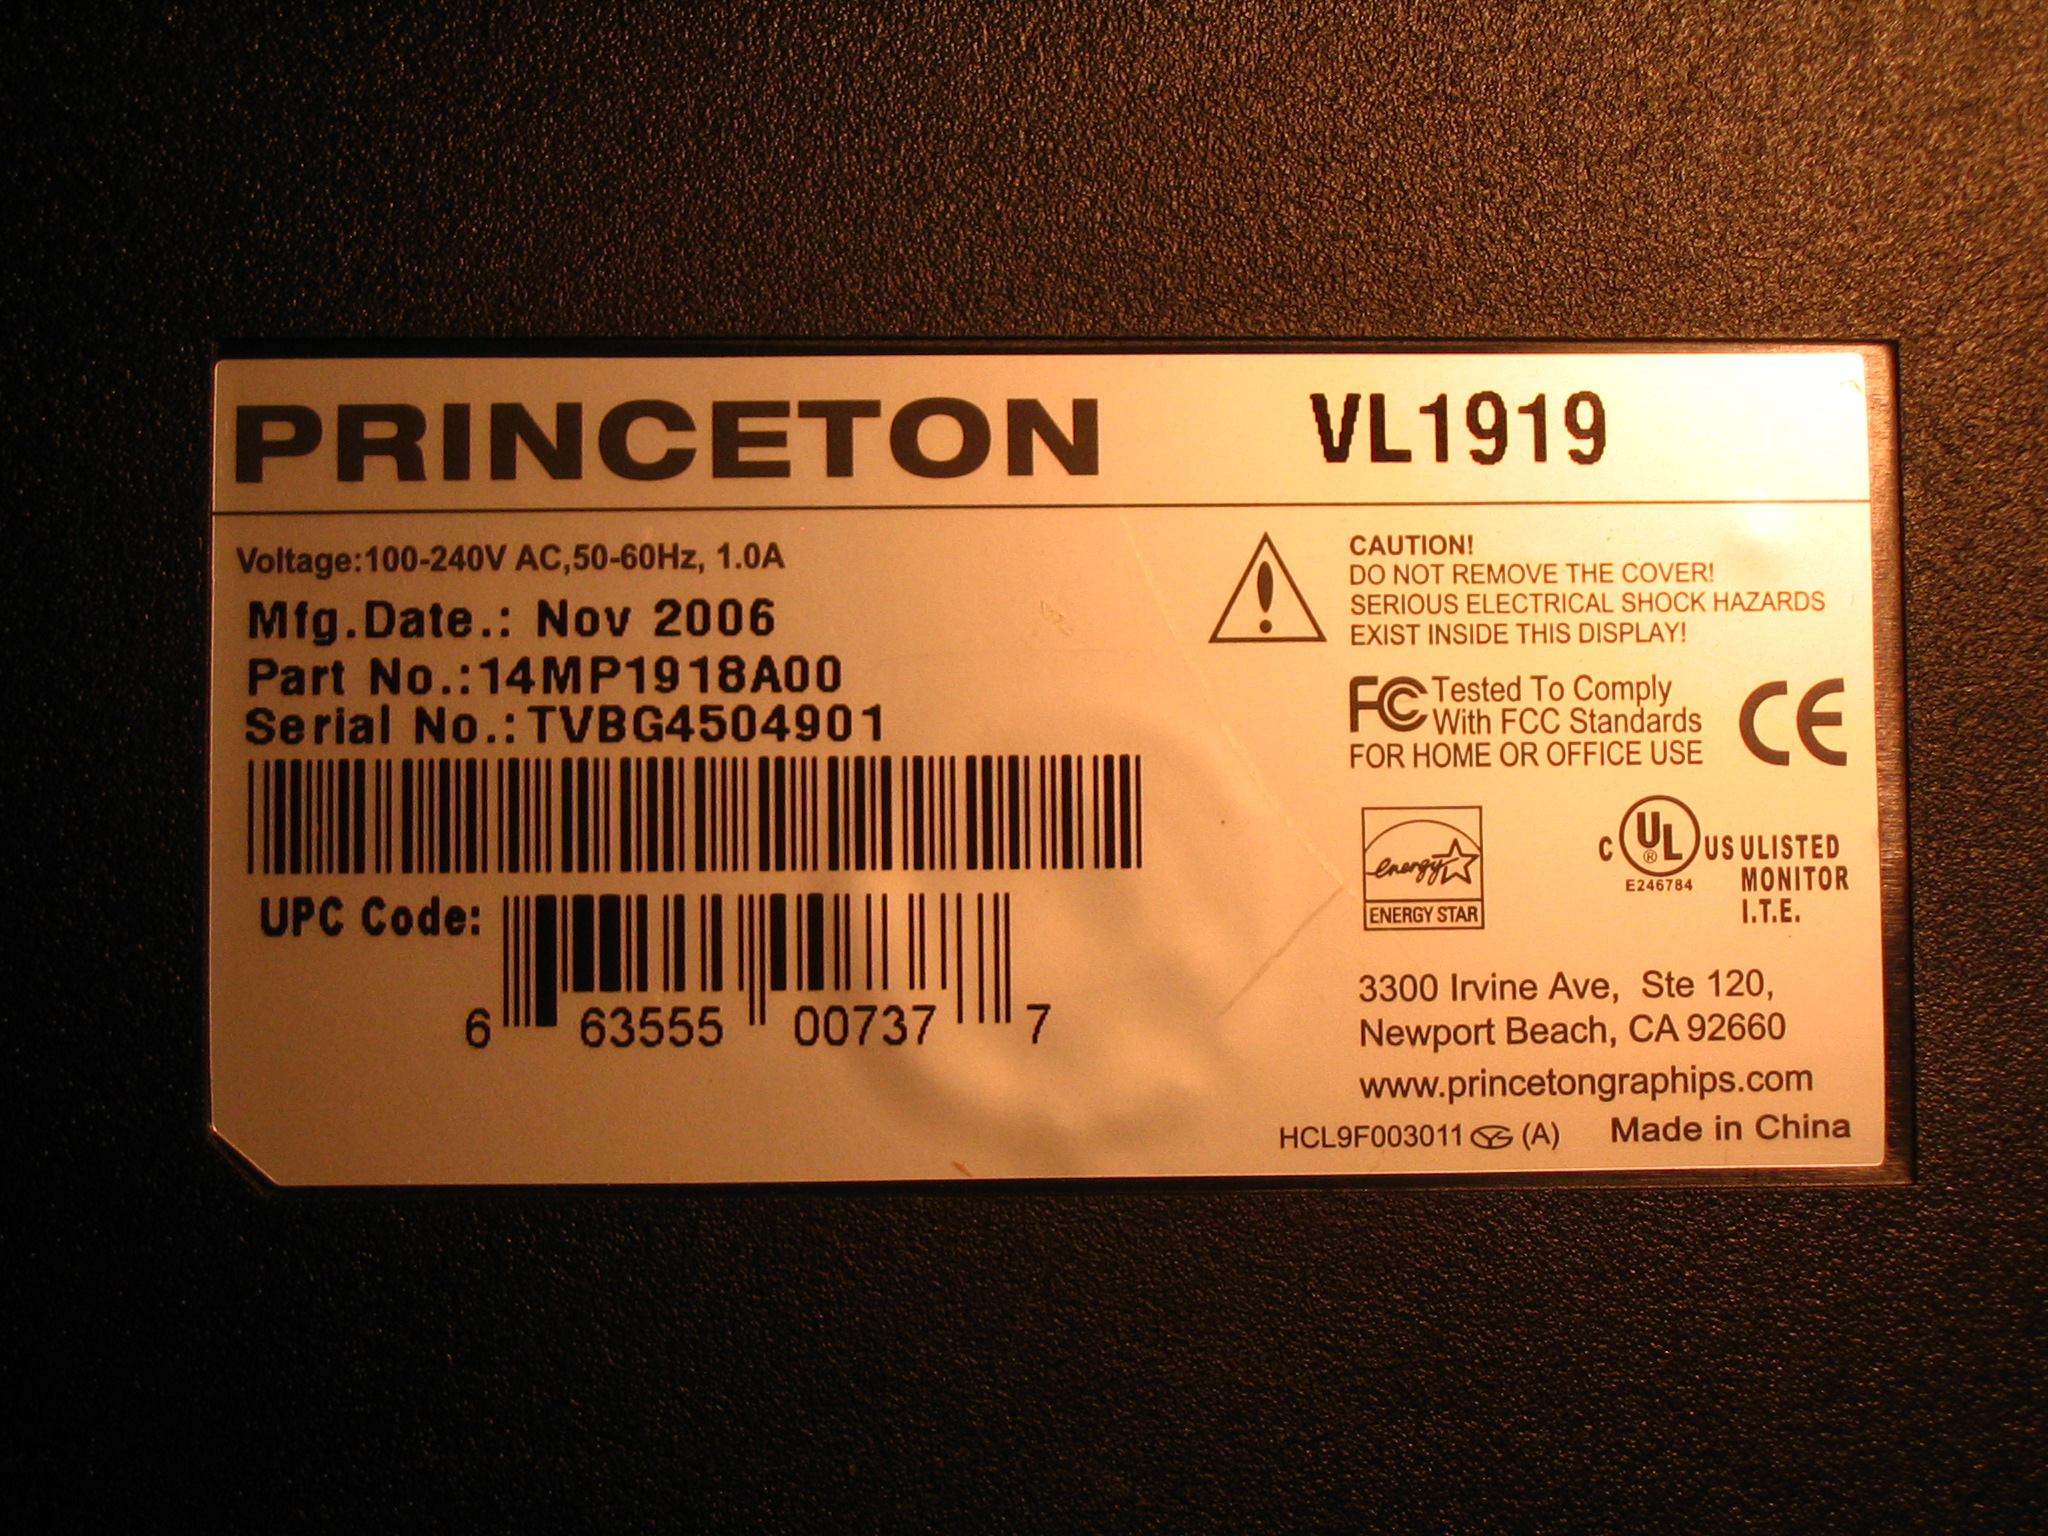 PRINCETON VL1919
Voltage:100-240V AC,50-60Hz, 1.0A
Mfg.Date.: Nov 2006
Part No.:14MP1918A00
Serial No.:TVBG4504901
UPC Code:
6 63555 00737 7
CAUTION!
DO NOT REMOVE THE COVER!
SERIOUS ELECTRICAL SHOCK HAZARDS
EXIST INSIDE THIS DISPLAY!
FC Tested To Comply
With FCC Standards
FOR HOME OR OFFICE USE
CE
energy
ENERGY STAR
C UL US ULISTED
®
E246784
MONITOR
I.T.E.
3300 Irvine Ave, Ste 120,
Newport Beach, CA 92660
www.princetongraphips.com
HCL9F003011 (A) Made in China